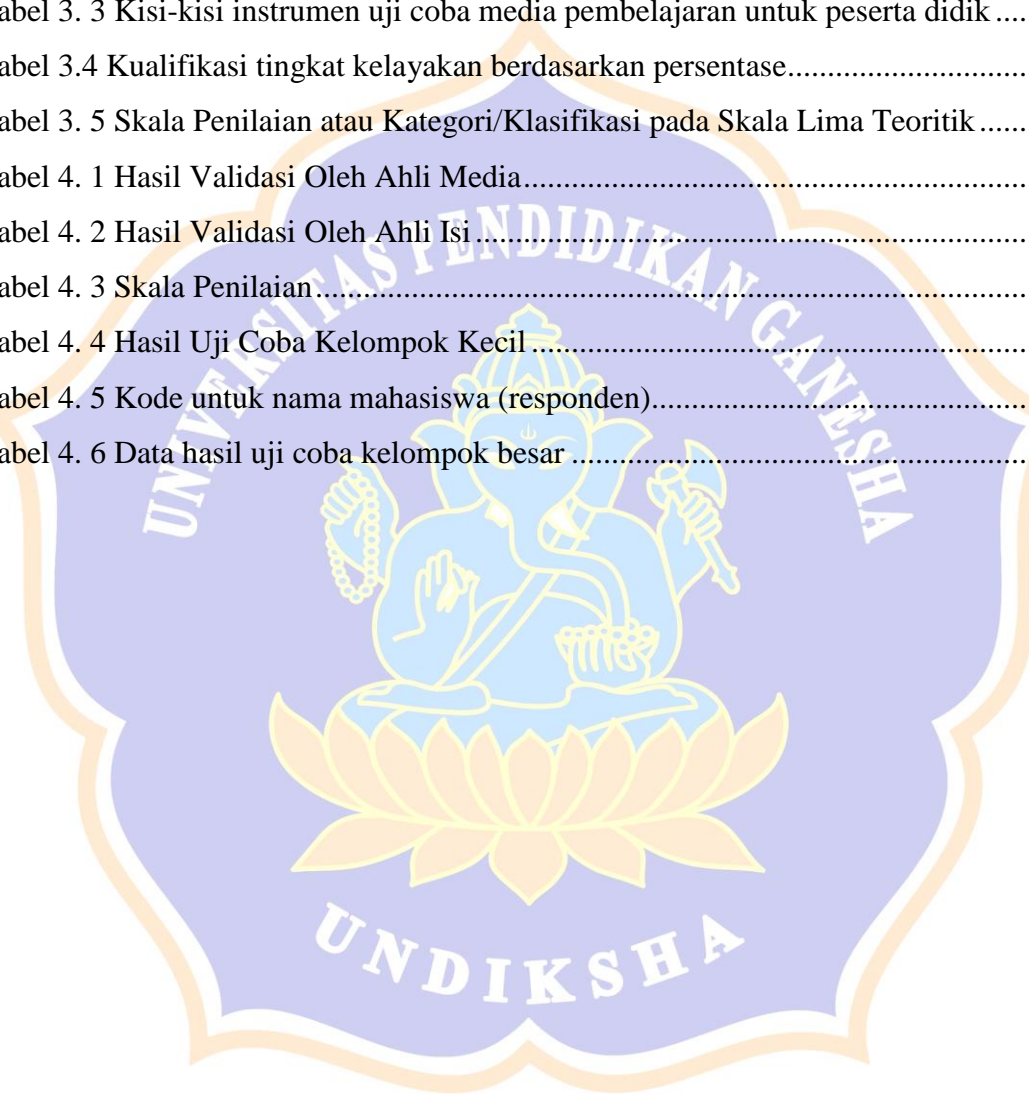 abel 3. 3 Kisi-kisi instrumen uji coba media pembelajaran untuk peserta didik ....
abel 3.4 Kualifikasi tingkat kelayakan berdasarkan persentase.............................
abel 3. 5 Skala Penilaian atau Kategori/Klasifikasi pada Skala Lima Teoritik ......
abel 4. 1 Hasil Validasi Oleh Ahli Media...............................................................
abel 4. 2 Hasil Validasi Oleh Ahli Isi .....................................................................
abel 4. 3 Skala Penilaian.........................................................................................
abel 4. 4 Hasil Uji Coba Kelompok Kecil ..............................................................
abel 4. 5 Kode untuk nama mahasiswa (responden)...............................................
abel 4. 6 Data hasil uji coba kelompok besar .........................................................
UNIVERSITAS PENDIDIKAN GANESHA
UNDIKSHA